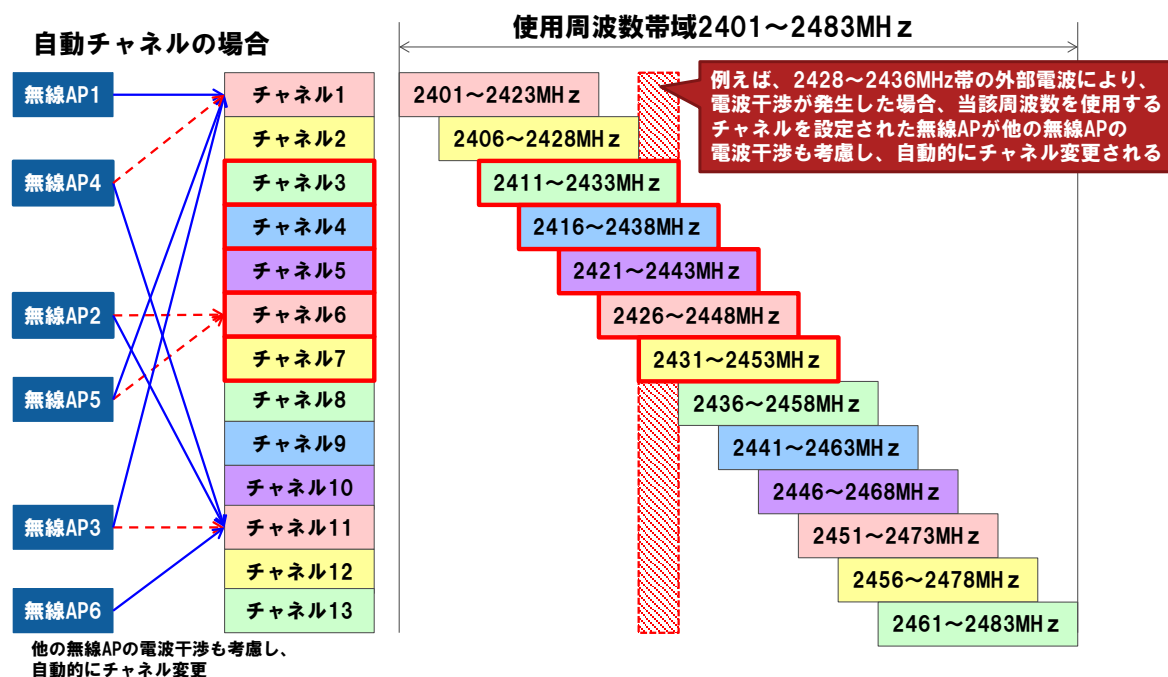 自動チャネルの場合
使用周波数帯域2401～2483MHz
例えば、2428～2436MHz帯の外部電波により、
電波干渉が発生した場合、当該周波数を使用する
チャネルを設定された無線APが他の無線APの
電波干渉も考慮し、自動的にチャネル変更される
無線AP1
無線AP4
無線AP2
無線AP5
無線AP3
無線AP6
チャネル1
チャネル2
チャネル3
チャネル4
チャネル5
チャネル6
チャネル7
チャネル8
チャネル9
チャネル10
チャネル11
チャネル12
チャネル13
2401～2423MHz
2406～2428MHz
2411～2433MHz
2416～2438MHz
2421～2443MHz
2426～2448MHz
2431～2453MHz
2436～2458MHz
2441～2463MHz
2446～2468MHz
2451～2473MHz
2456～2478MHz
2461～2483MHz
他の無線APの電波干渉も考慮し、
自動的にチャネル変更